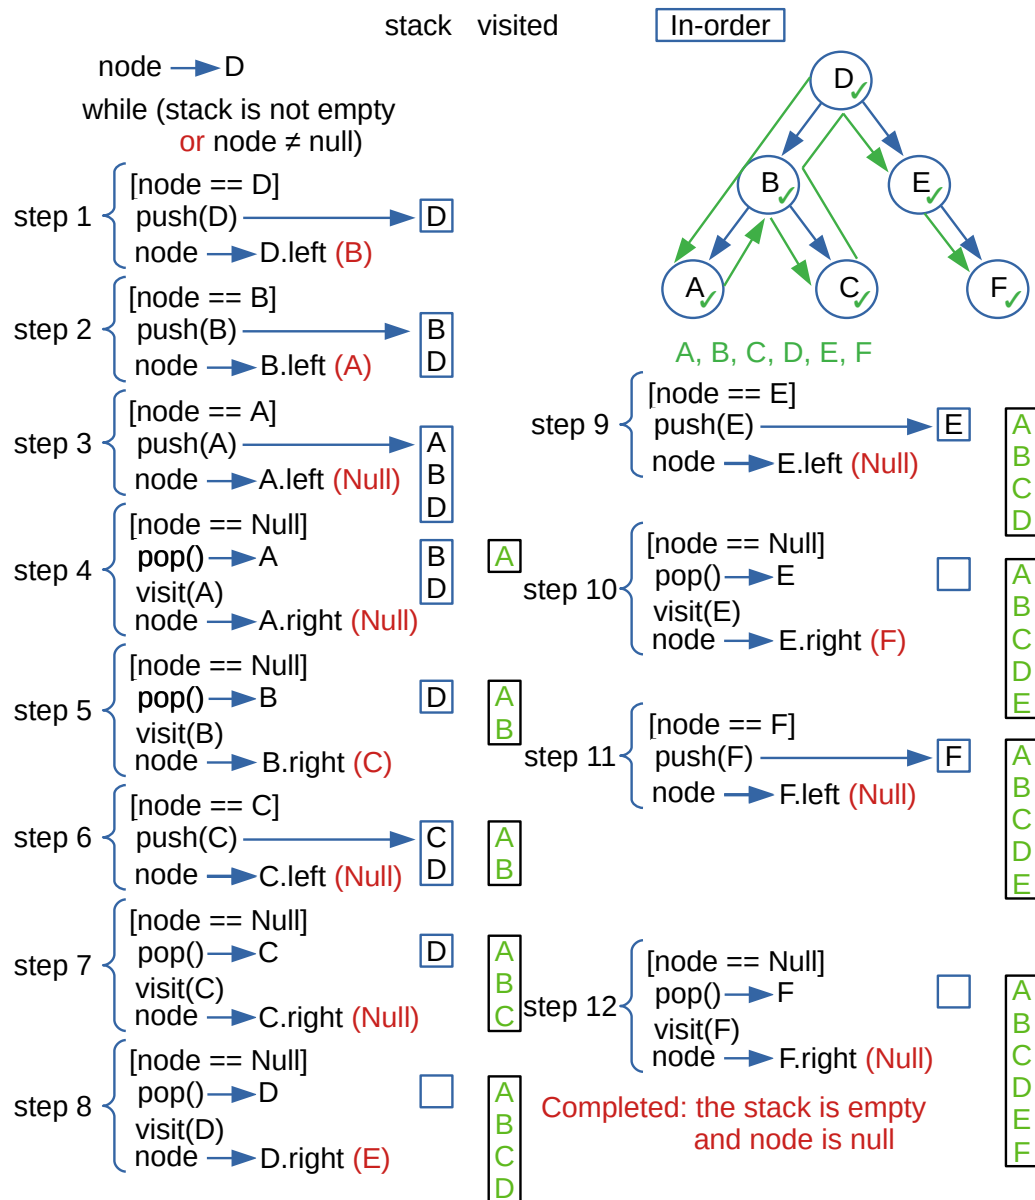 stack visited In-order
node D
while (stack is not empty
or node ≠ null)
step 1
[node == D]
push(D) D
node D.left (B)
step 2
[node == B]
push(B) B
D
node B.left (A)
step 3
[node == A]
push(A) A
B
D
node A.left (Null)
step 4
[node == Null]
pop() A
visit(A)
node A.right (Null)
B
D
A
step 5
[node == Null]
pop() B
visit(B)
node B.right (C)
D
A
B
step 6
[node == C]
push(C) C
D
node C.left (Null)
A
B
step 7
[node == Null]
pop() C
visit(C)
node C.right (Null)
D
A
B
C
step 8
[node == Null]
pop() D
visit(D)
node D.right (E)
A
B
C
D
D ✓
B ✓ E ✓
A ✓ C ✓ F ✓
A, B, C, D, E, F
step 9
[node == E]
push(E) E
node E.left (Null)
A
B
C
D
step 10
[node == Null]
pop() E
visit(E)
node E.right (F)
A
B
C
D
E
step 11
[node == F]
push(F) F
node F.left (Null)
A
B
C
D
E
step 12
[node == Null]
pop() F
visit(F)
node F.right (Null)
A
B
C
D
E
F
Completed: the stack is empty
and node is null